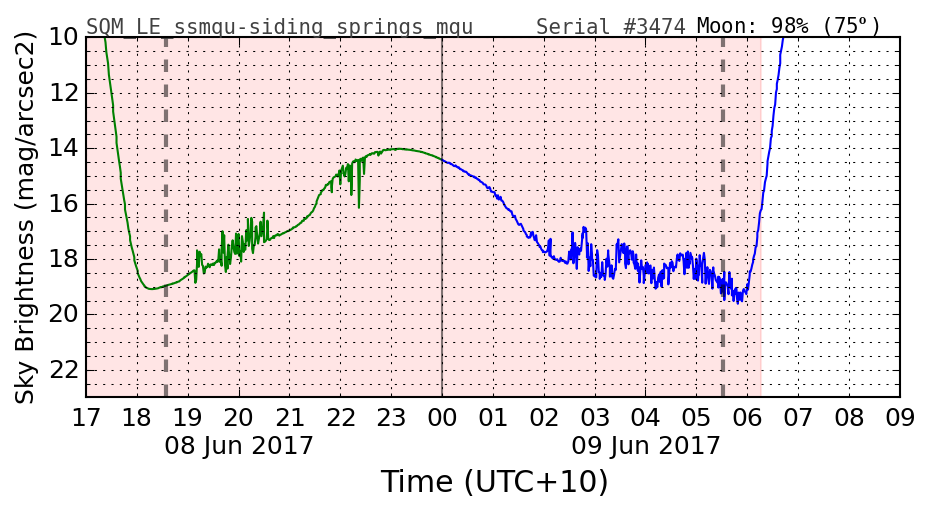 SQM_LE_ssmqu-siding_springs_mqu Serial #3474 Moon: 98% (75°)
10
12
14
16
18
20
22
Sky Brightness (mag/arcsec2)
17 18 19 20 21 22 23 00 01 02 03 04 05 06 07 08 09
08 Jun 2017 09 Jun 2017
Time (UTC+10)